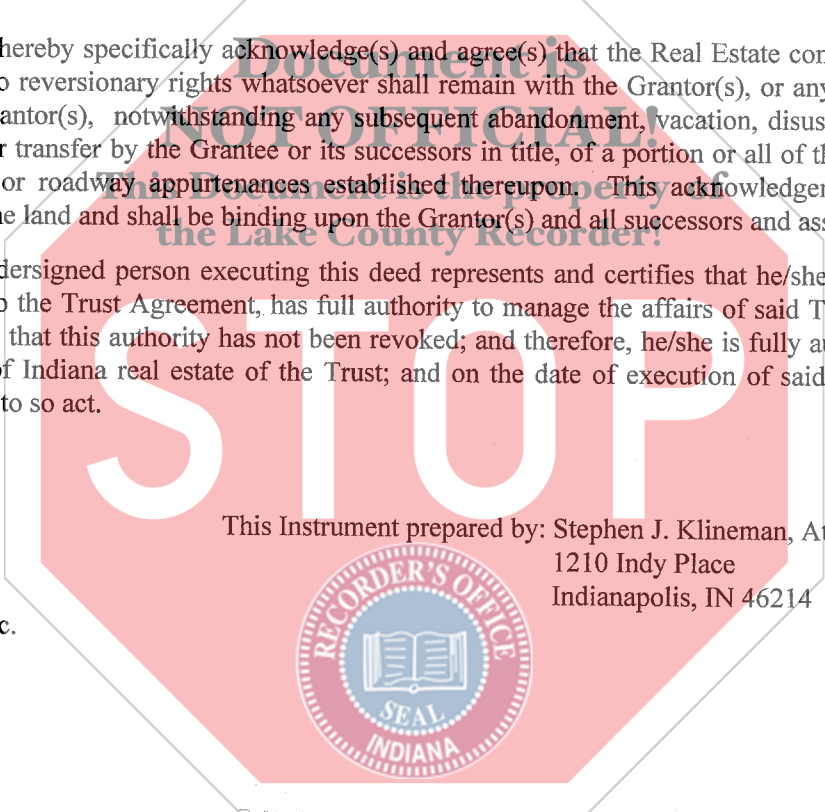 hereby specifically acknowledge(s) and agree(s) that the Real Estate con
o reversionary rights whatsoever shall remain with the Grantor(s), or any
antor(s), notwithstanding any subsequent abandonment, vacation, disus
r transfer by the Grantee or its successors in title, of a portion or all of th
or roadway appurtenances established thereupon. This acknowledgem
ne land and shall be binding upon the Grantor(s) and all successors and ass
Document is
NOT OFFICIAL!
This Document is the property of
the Lake County Recorder!
dersigned person executing this deed represents and certifies that he/she
o the Trust Agreement, has full authority to manage the affairs of said T
that this authority has not been revoked; and therefore, he/she is fully au
of Indiana real estate of the Trust; and on the date of execution of said
to so act.
STOP
This Instrument prepared by: Stephen J. Klineman, At
1210 Indy Place
Indianapolis, IN 46214
c.
RECORDER'S OFFICE
SEAL
INDIANA